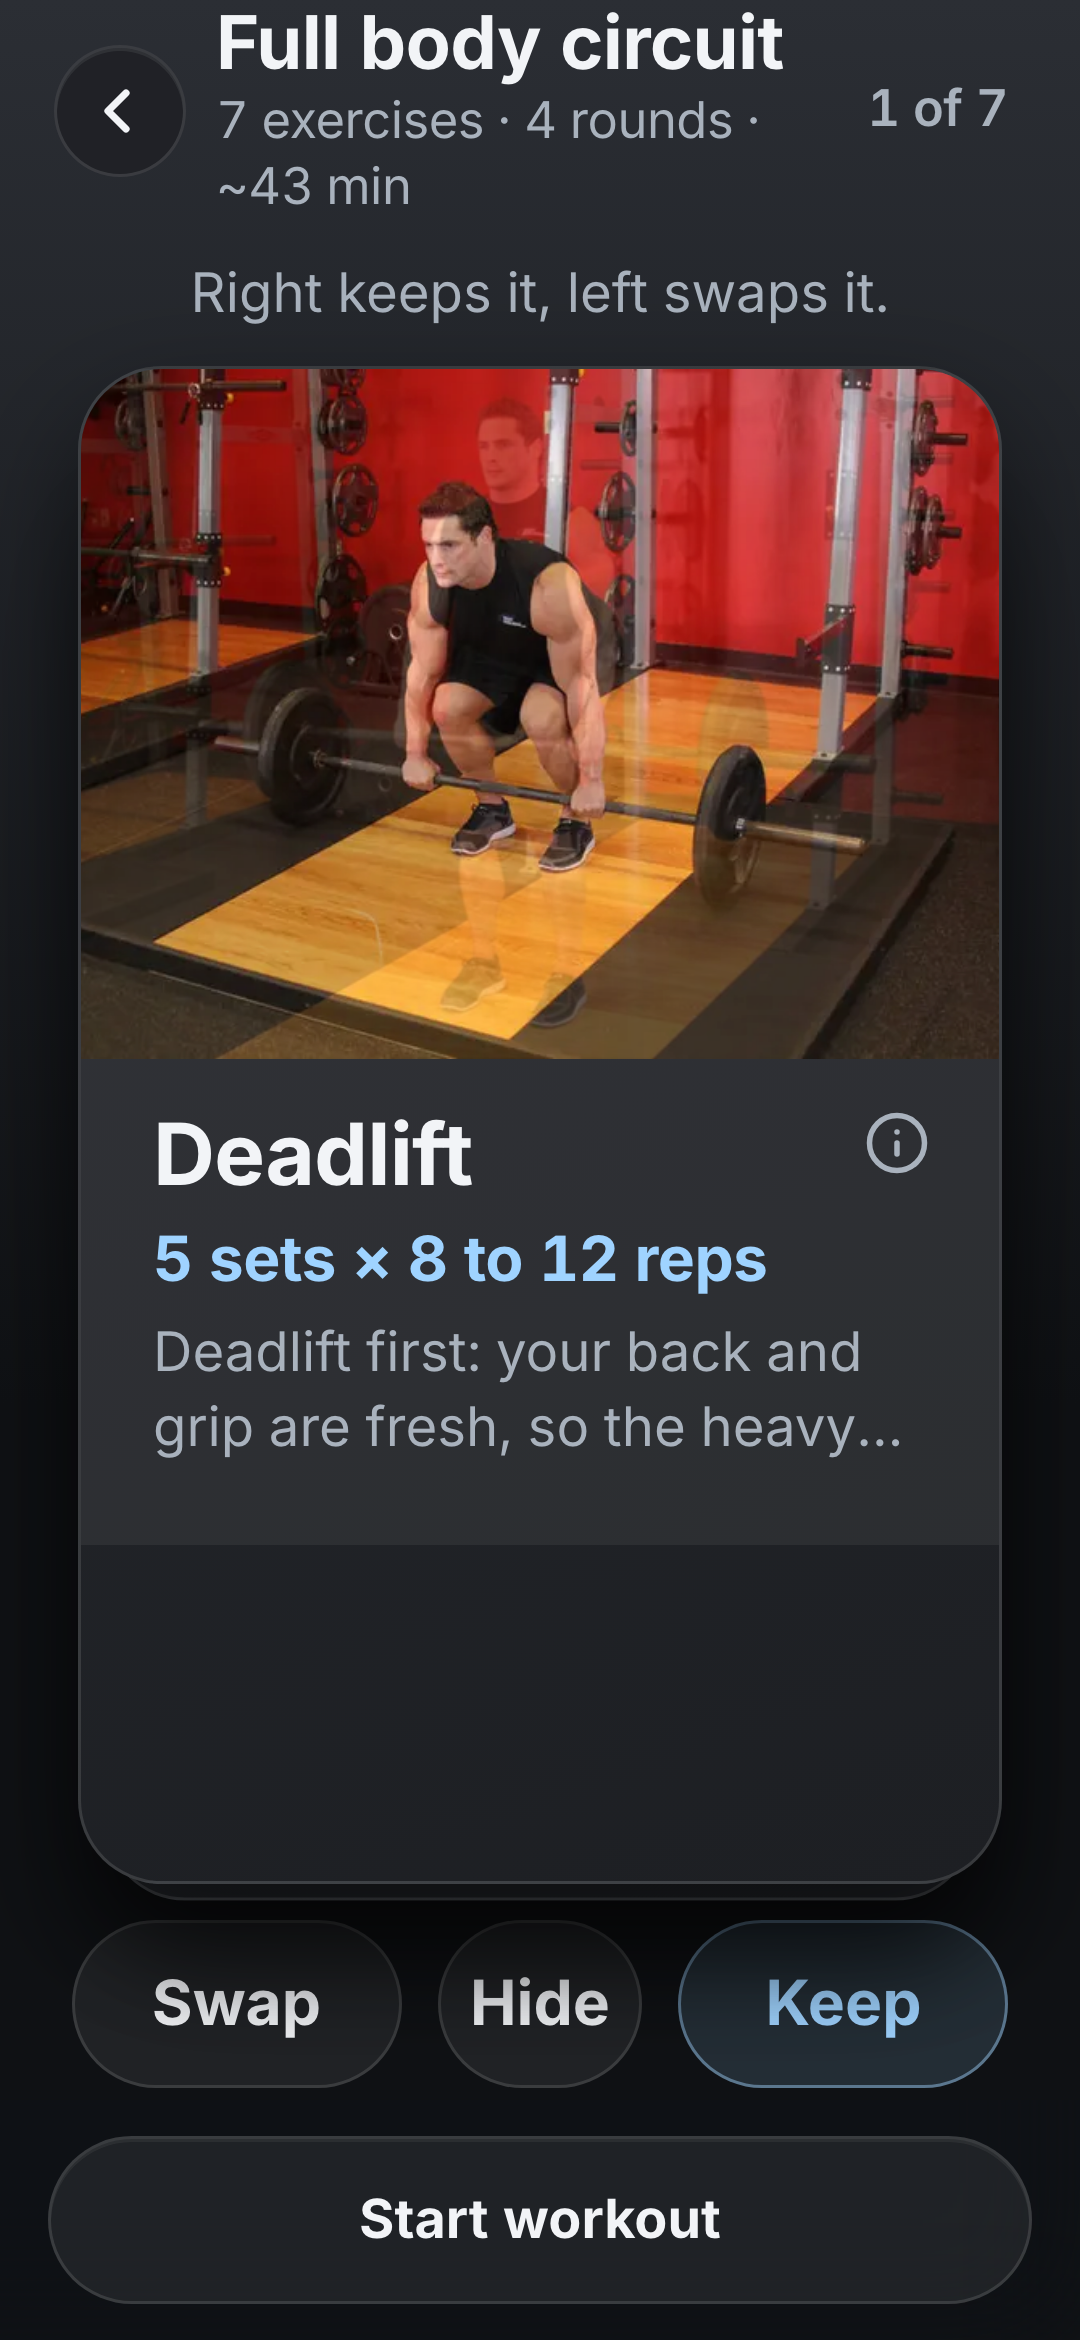 Full body circuit
7 exercises · 4 rounds ·
~43 min
1 of 7
Right keeps it, left swaps it.
Deadlift
5 sets × 8 to 12 reps
Deadlift first: your back and
grip are fresh, so the heavy...
Swap
Hide
Keep
Start workout